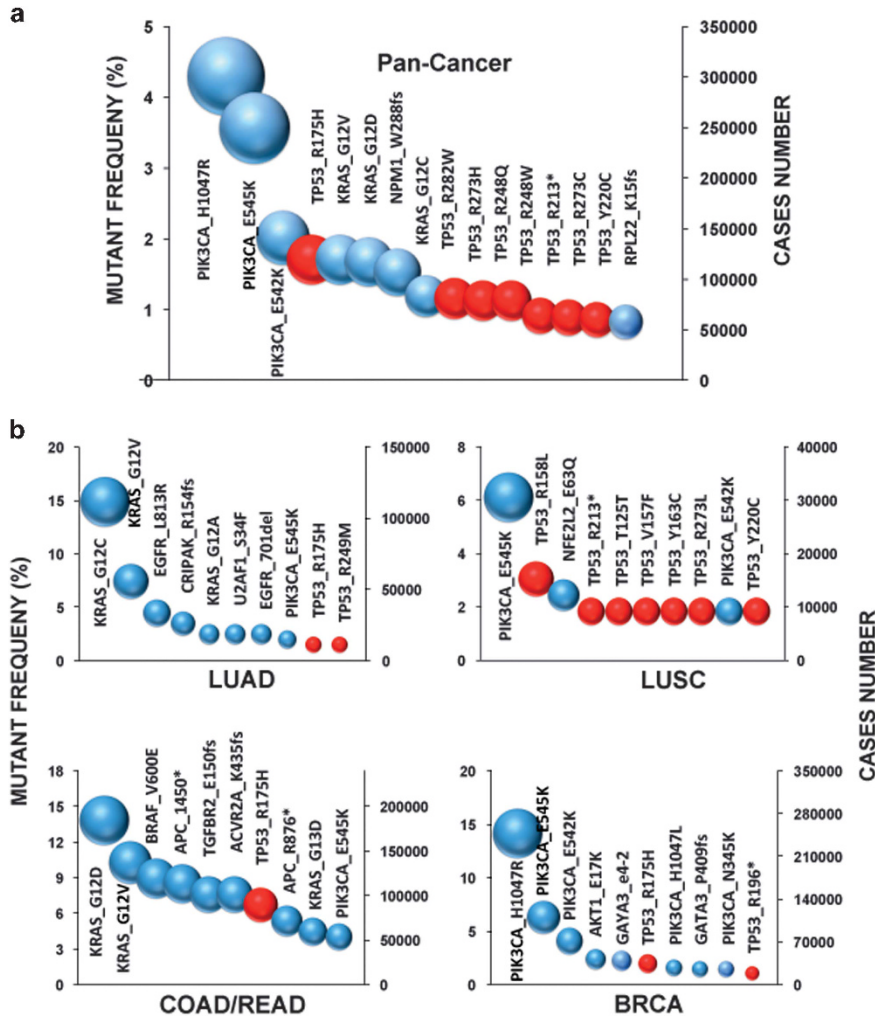 a
Pan-Cancer
MUTANT FREQUENY (%)
5
4
3
2
1
0
PIK3CA_H1047R
PIK3CA_E545K
PIK3CA_E542K
TP53_R175H
KRAS_G12V
KRAS_G12D
NPM1_W288fs
KRAS_G12C
TP53_R282W
TP53_R273H
TP53_R248Q
TP53_R248W
TP53_R213*
TP53_R273C
TP53_Y220C
RPL22_K15fs
350000
300000
250000
200000
150000
100000
50000
0
CASES NUMBER
b
MUTANT FREQUENY (%)
20
15
10
5
0
KRAS_G12C
KRAS_G12V
EGFR_L813R
CRIPAK_R154fs
KRAS_G12A
U2AF1_S34F
EGFR_701del
PIK3CA_E545K
TP53_R175H
TP53_R249M
150000
100000
50000
0
LUAD
8
6
4
2
0
PIK3CA_E545K
TP53_R158L
NFE2L2_E63Q
TP53_R213*
TP53_T125T
TP53_V157F
TP53_Y163C
TP53_R273L
PIK3CA_E542K
TP53_Y220C
40000
30000
20000
10000
0
LUSC
CASES NUMBER
18
15
12
9
6
3
0
KRAS_G12D
KRAS_G12V
BRAF_V600E
APC_1450*
TGFBR2_E150fs
ACVR2A_K435fs
TP53_R175H
APC_R876*
KRAS_G13D
PIK3CA_E545K
200000
150000
100000
50000
0
COAD/READ
20
15
10
5
0
PIK3CA_H1047R
PIK3CA_E545K
PIK3CA_E542K
AKT1_E17K
GAYA3_e4-2
TP53_R175H
PIK3CA_H1047L
GATA3_P409fs
PIK3CA_N345K
TP53_R196*
350000
280000
210000
140000
70000
0
BRCA